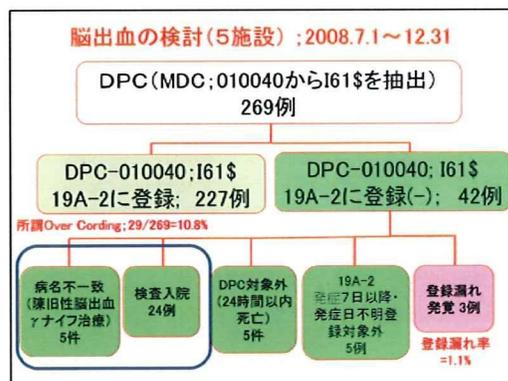 脳出血の検討(5施設) ;2008.7.1～12.31
DPC(MDC;010040からI61$を抽出)
269例
DPC-010040;I61$
19A-2に登録; 227例
DPC-010040;I61$
19A-2に登録(-); 42例
所謂Over Cording;29/269=10.8%
病名不一致
(陳旧性脳出血
γナイフ治療)
5件
検査入院
24例
DPC対象外
(24時間以内
死亡)
5件
19A-2
発症7日以降・
発症日不明登
録対象外
5例
登録漏れ
発覚 3例
登録漏れ率
=1.1%